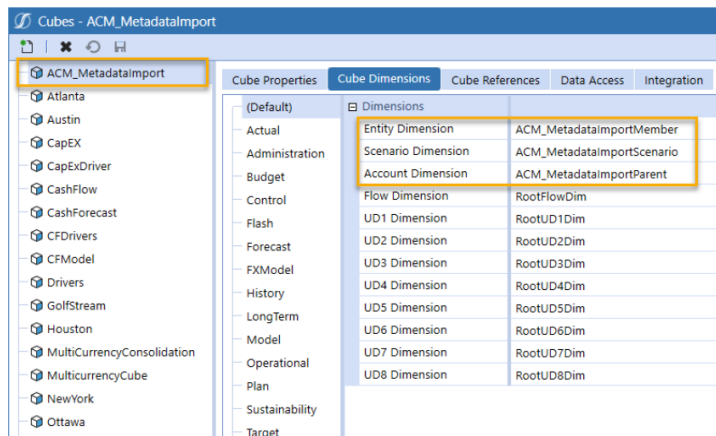 Cubes - ACM_MetadataImport
ACM_MetadataImport
Atlanta
Austin
CapEX
CapExDriver
CashFlow
CashForecast
CFDrivers
CFModel
Drivers
GolfStream
Houston
MultiCurrencyConsolidation
MulticurrencyCube
NewYork
Ottawa
Cube Properties Cube Dimensions Cube References Data Access Integration
(Default)
Actual
Administration
Budget
Control
Flash
Forecast
FXModel
History
LongTerm
Model
Operational
Plan
Sustainability
Target
Dimensions
Entity Dimension ACM_MetadataImportMember
Scenario Dimension ACM_MetadataImportScenario
Account Dimension ACM_MetadataImportParent
Flow Dimension RootFlowDim
UD1 Dimension RootUD1Dim
UD2 Dimension RootUD2Dim
UD3 Dimension RootUD3Dim
UD4 Dimension RootUD4Dim
UD5 Dimension RootUD5Dim
UD6 Dimension RootUD6Dim
UD7 Dimension RootUD7Dim
UD8 Dimension RootUD8Dim